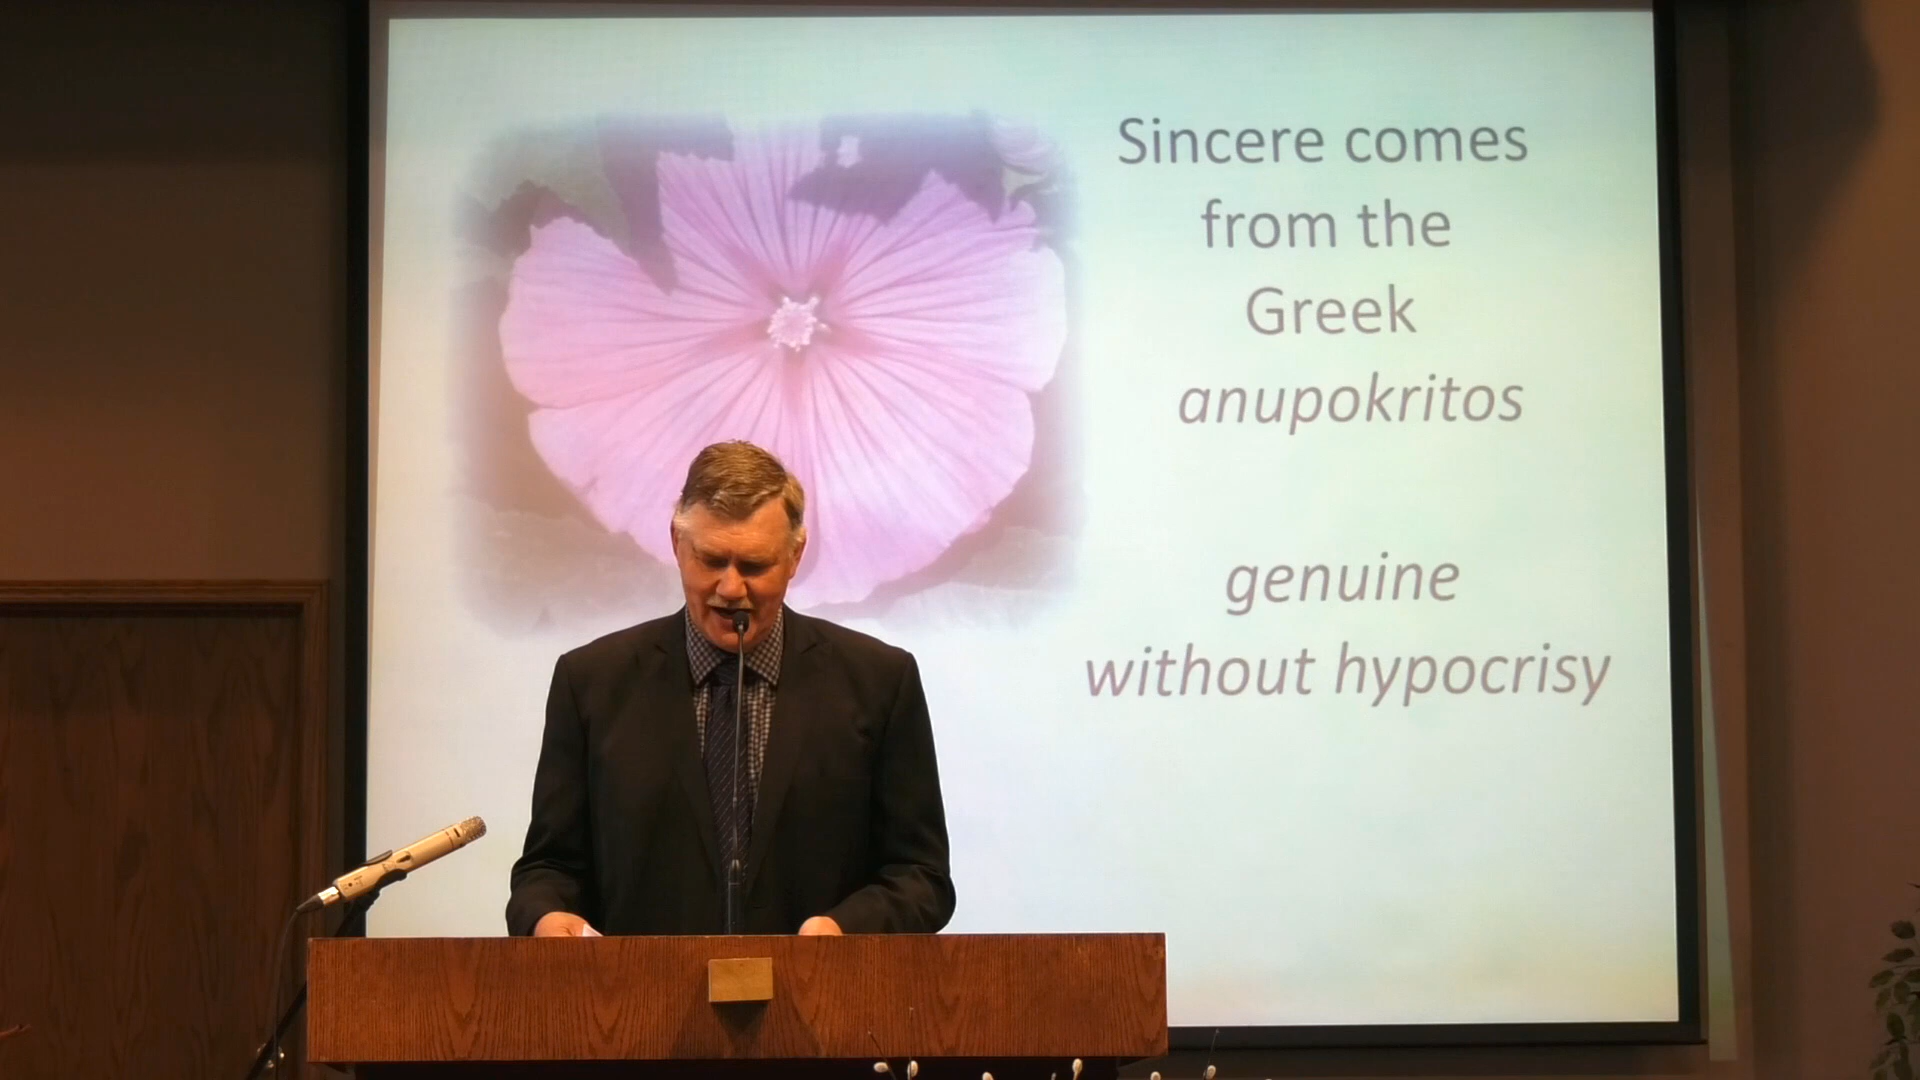 Sincere comes
from the
Greek
anupokritos
genuine
without hypocrisy